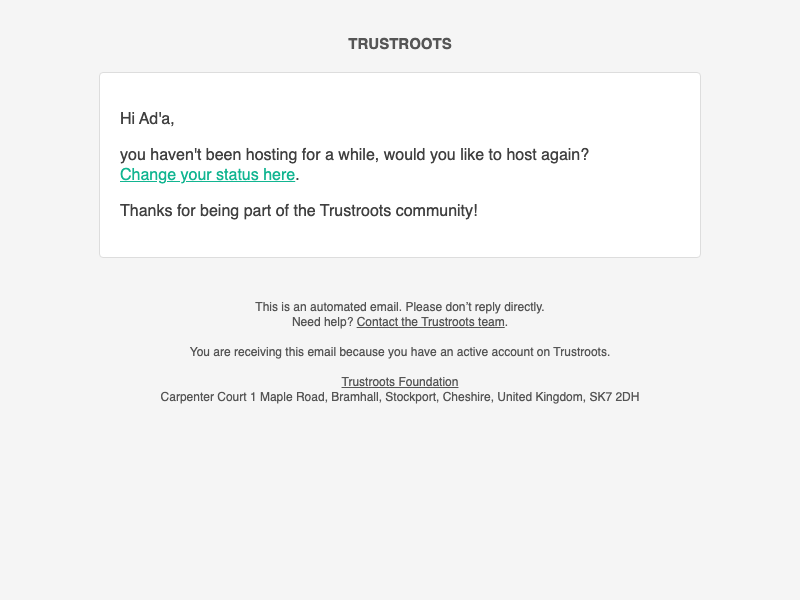 TRUSTROOTS
Hi Ad'a,
you haven't been hosting for a while, would you like to host again?
Change your status here.
Thanks for being part of the Trustroots community!
This is an automated email. Please don’t reply directly.
Need help? Contact the Trustroots team.
You are receiving this email because you have an active account on Trustroots.
Trustroots Foundation
Carpenter Court 1 Maple Road, Bramhall, Stockport, Cheshire, United Kingdom, SK7 2DH